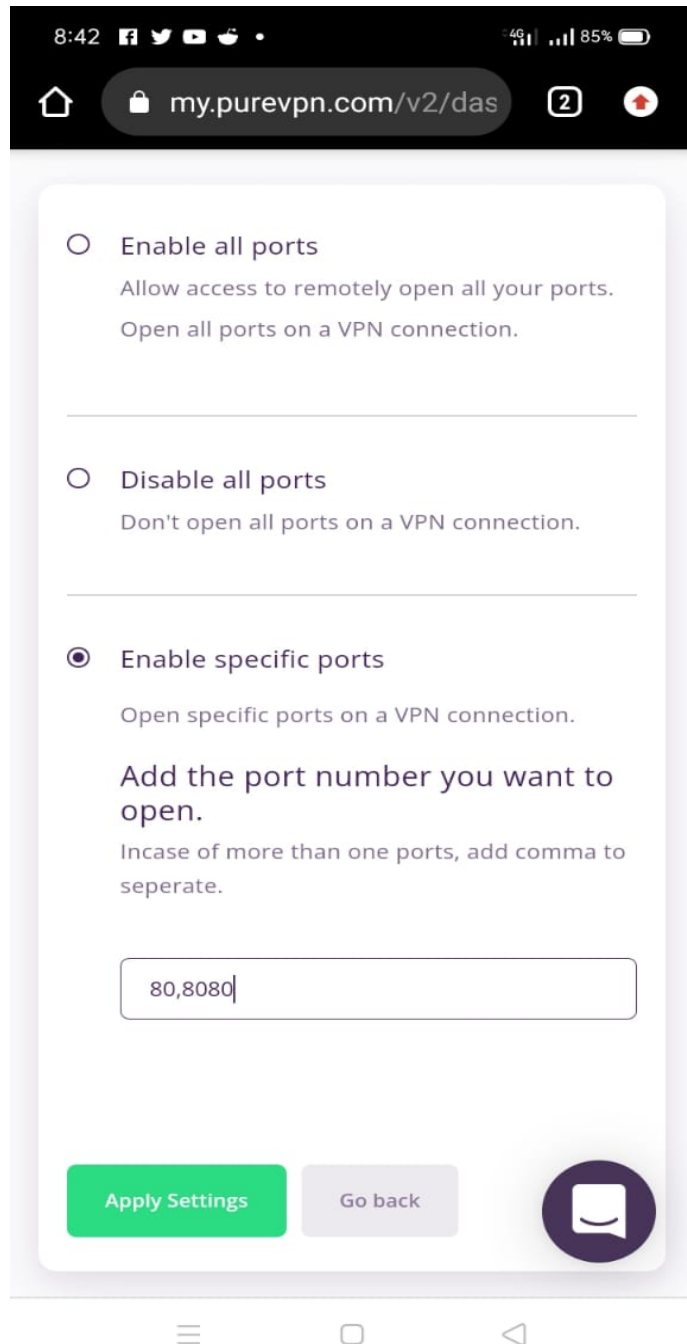 8:42
4G 85%
my.purevpn.com/v2/das
2
Enable all ports
Allow access to remotely open all your ports.
Open all ports on a VPN connection.
Disable all ports
Don't open all ports on a VPN connection.
Enable specific ports
Open specific ports on a VPN connection.
Add the port number you want to
open.
Incase of more than one ports, add comma to
seperate.
80,8080
Apply Settings
Go back